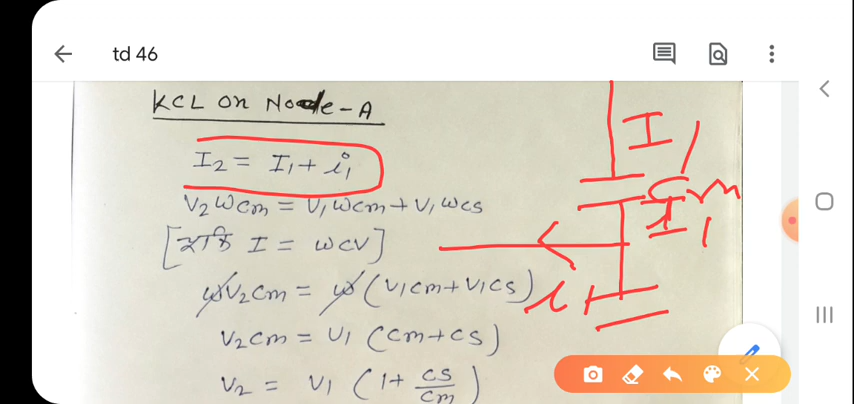 td 46
KCL on Node-A
I₂ = I₁ + i₁
V₂ωcm = V₁ωcm + V₁ωcs
I = ωcv]
ωV₂cm = ω(V₁cm + V₁cs)
V₂cm = V₁ (cm + cs)
V₂ = V₁ (1 + cs/cm)
I₁
cm
I₁
i₁